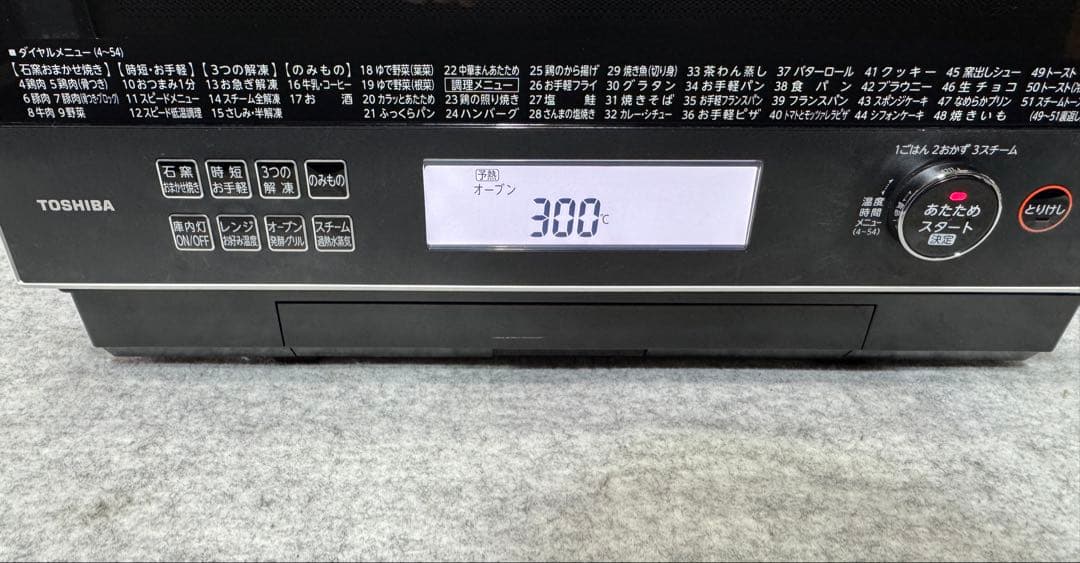 ■ダイヤルメニュー(4~54)
【石窯おまかせ焼き】【時短・お手軽】【3つの解凍】【のみもの】 18 ゆで野菜(葉菜) 22 中華まんあたため 25 鶏のから揚げ 29 焼き魚(切り身) 33 茶わん蒸し 37 バターロール 41 クッキー 45 窯出しシュー 49 トースト
4鶏肉 5鶏肉(骨つき) 10 おつまみ1分 13 お急ぎ解凍 16 牛乳・コーヒー 19 ゆで野菜(根菜) 調理メニュー 26 お手軽フライ 30 グラタン 34 お手軽パン 38 食パン 42 ブラウニー 46 生チョコ 50 トースト
6豚肉 7豚肉(骨つき・ブロック) 11 スピードメニュー 14 スチーム全解凍 17 お酒 20 カラッとあたため 23 鶏の照り焼き 27 塩鮭 31 焼きそば 35 お手軽フランスパン 39 フランスパン 43 スポンジケーキ 47 なめらかプリン 51 スチームトー
8牛肉 9野菜 12 スピード低温調理 15 さしみ・半解凍 21 ふっくらパン 24 ハンバーグ 28 さんまの塩焼き 32 カレー・シチュー 36 お手軽ピザ 40 トマトとモッツァレラピザ 44 シフォンケーキ 48 焼きいも (49~51裏返し
1ごはん 2おかず 3スチーム
TOSHIBA
石窯 おまかせ焼き
時短 お手軽
3つの 解凍
のみもの
庫内灯 ON/OFF
レンジ お好み温度
オーブン 発酵・グリル
スチーム 過熱水蒸気
予熱
オーブン
300℃
温度
時間
メニュー
(4~54)
あたため
スタート
決定
とりけし